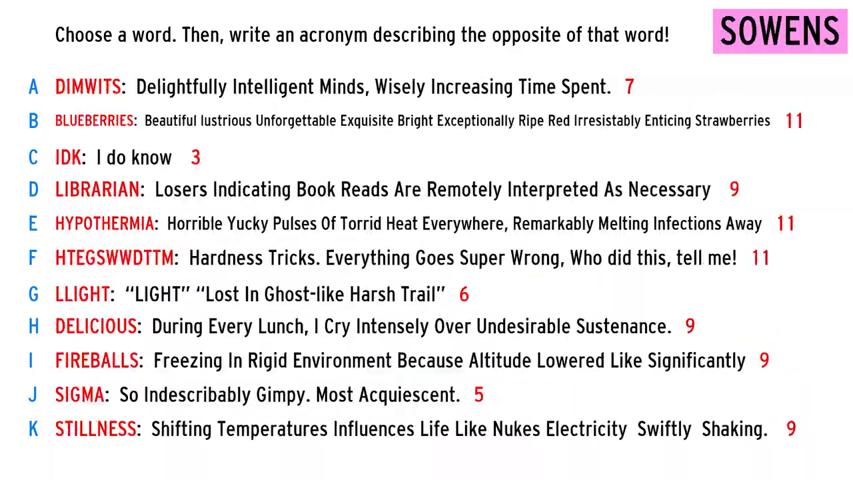 Choose a word. Then, write an acronym describing the opposite of that word!
SOWENS
A DIMWITS: Delightfully Intelligent Minds, Wisely Increasing Time Spent. 7
B BLUEBERRIES: Beautiful lustrious Unforgettable Exquisite Bright Exceptionally Ripe Red Irresistably Enticing Strawberries 11
C IDK: I do know 3
D LIBRARIAN: Losers Indicating Book Reads Are Remotely Interpreted As Necessary 9
E HYPOTHERMIA: Horrible Yucky Pulses Of Torrid Heat Everywhere, Remarkably Melting Infections Away 11
F HTEGSWWDTTM: Hardness Tricks. Everything Goes Super Wrong, Who did this, tell me! 11
G LLIGHT: “LIGHT” “Lost In Ghost-like Harsh Trail” 6
H DELICIOUS: During Every Lunch, I Cry Intensely Over Undesirable Sustenance. 9
I FIREBALLS: Freezing In Rigid Environment Because Altitude Lowered Like Significantly 9
J SIGMA: So Indescribably Gimpy. Most Acquiescent. 5
K STILLNESS: Shifting Temperatures Influences Life Like Nukes Electricity Swiftly Shaking. 9